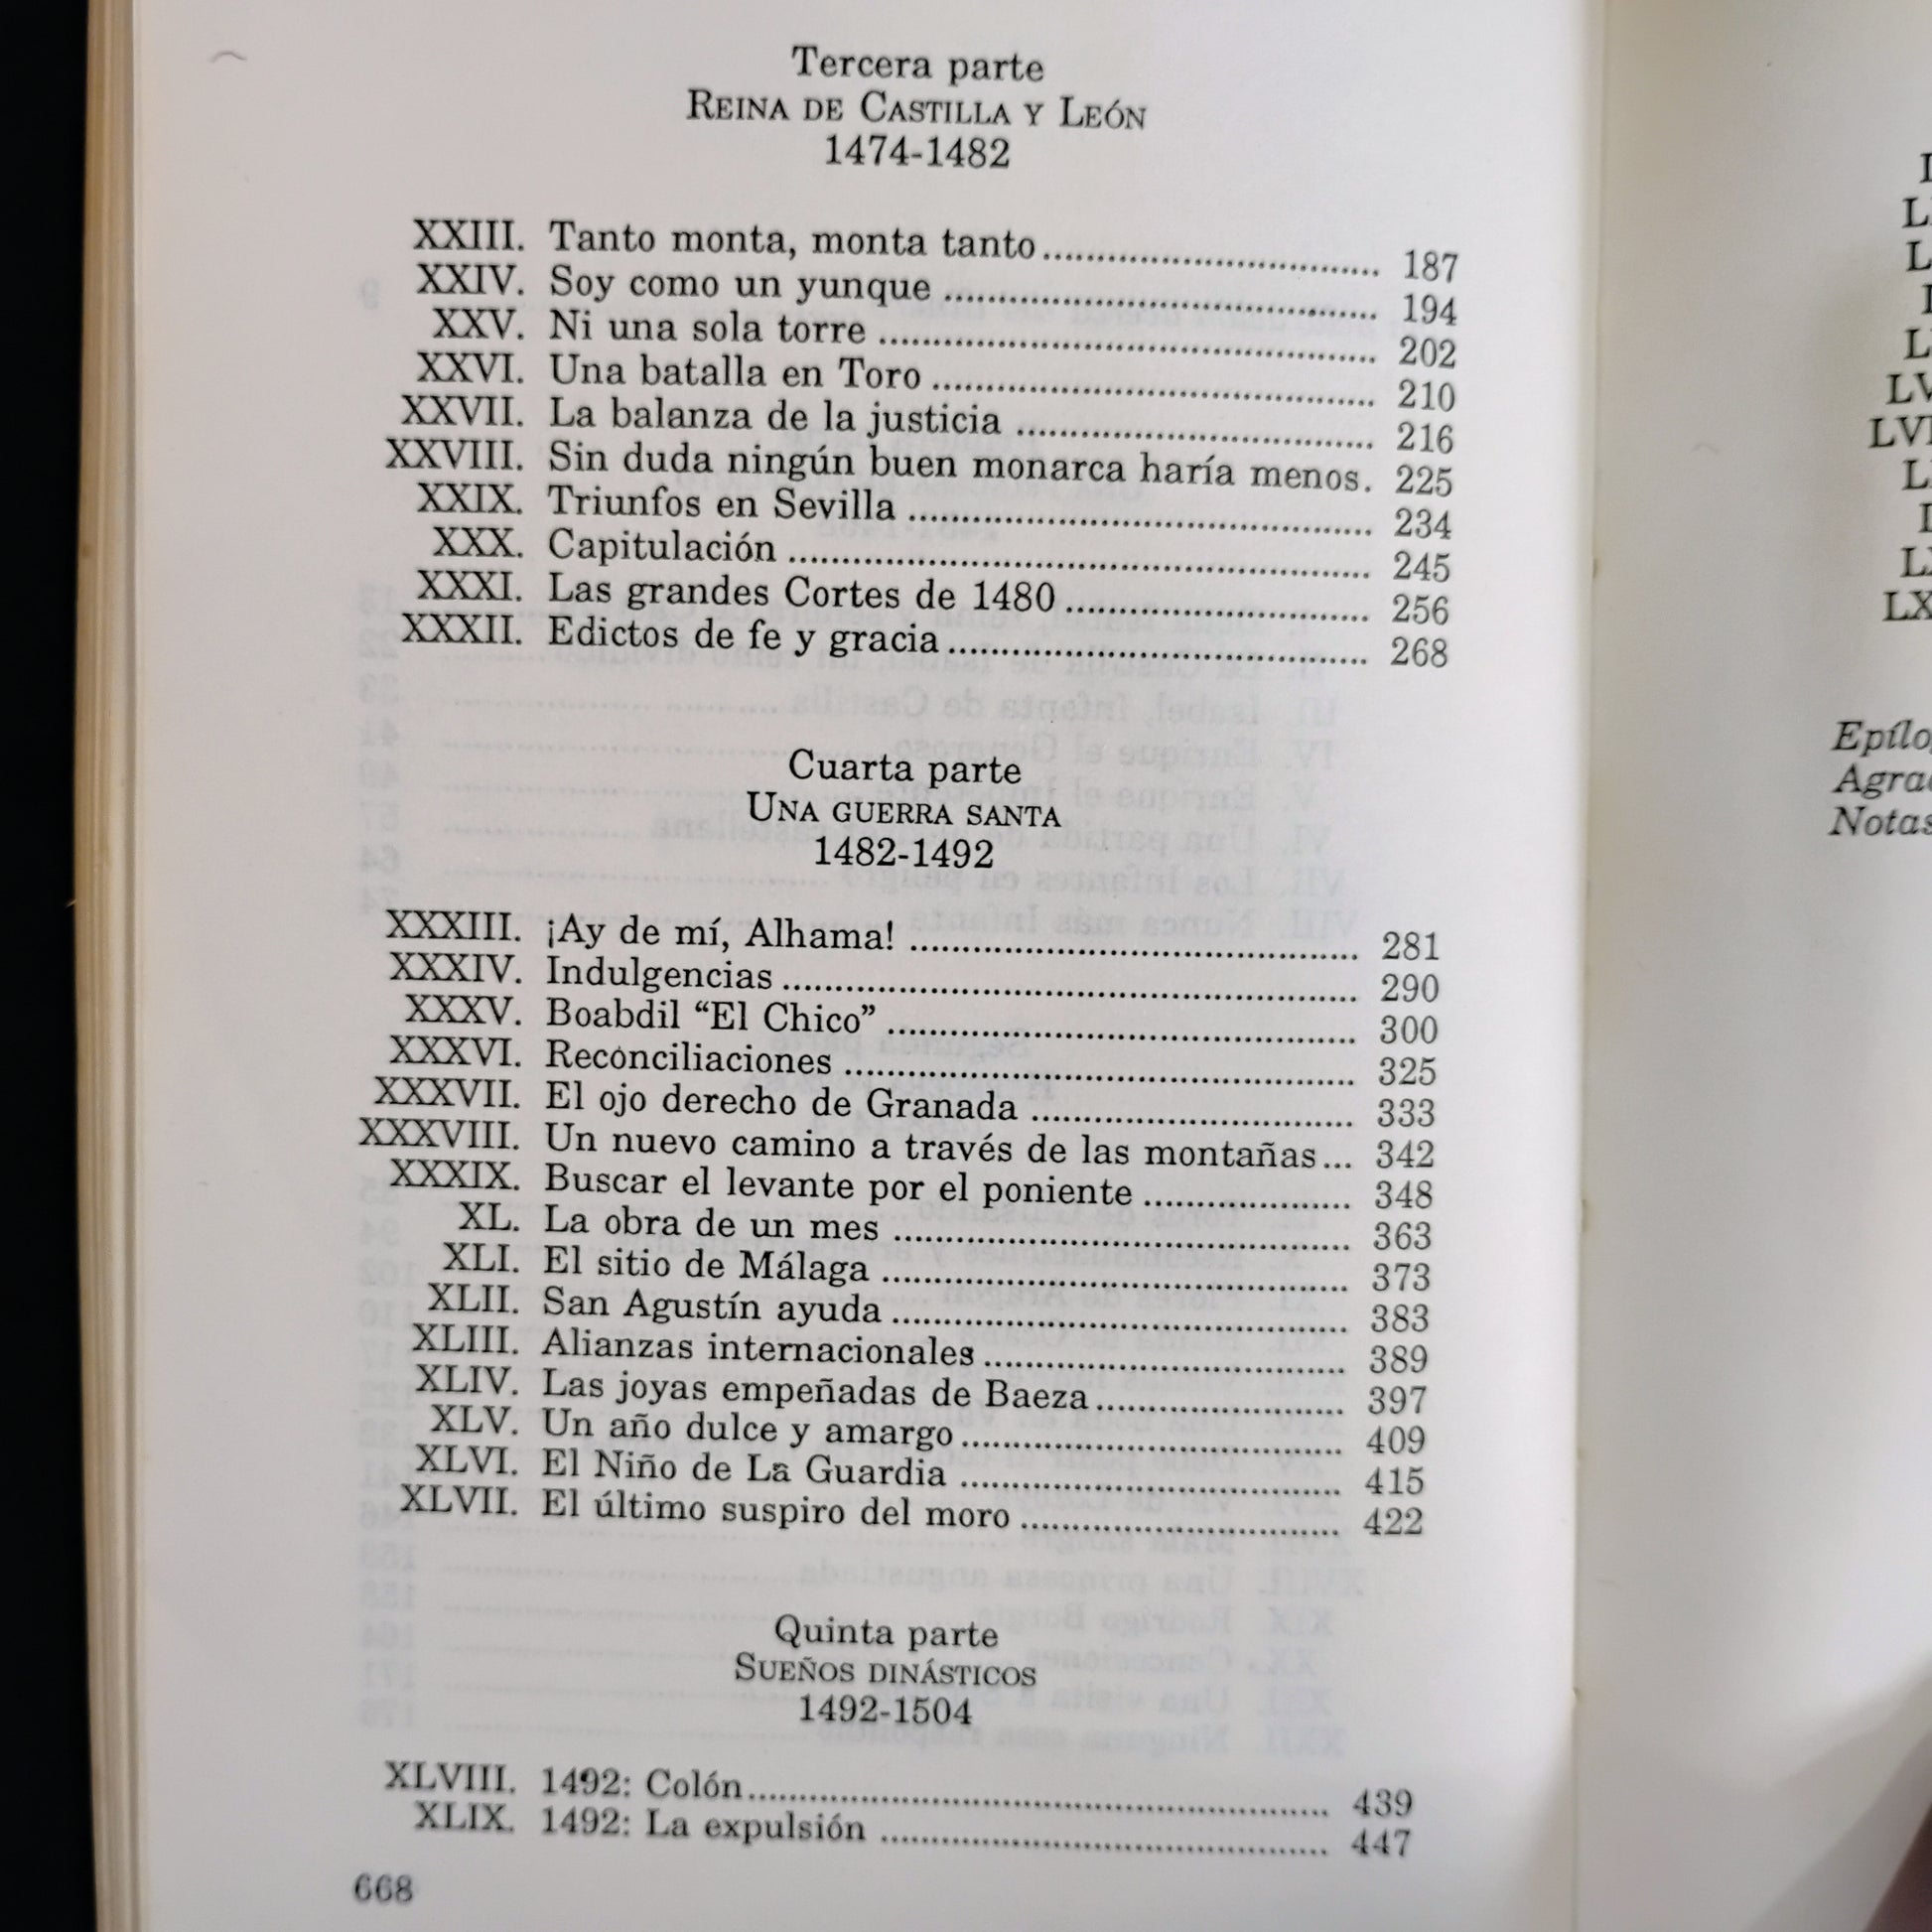 Tercera parte
REINA DE CASTILLA Y LEÓN
1474-1482
XXIII. Tanto monta, monta tanto 187
XXIV. Soy como un yunque 194
XXV. Ni una sola torre 202
XXVI. Una batalla en Toro 210
XXVII. La balanza de la justicia 216
XXVIII. Sin duda ningún buen monarca haría menos. 225
XXIX. Triunfos en Sevilla 234
XXX. Capitulación 245
XXXI. Las grandes Cortes de 1480 256
XXXII. Edictos de fe y gracia 268
Cuarta parte
UNA GUERRA SANTA
1482-1492
XXXIII. ¡Ay de mí, Alhama! 281
XXXIV. Indulgencias 290
XXXV. Boabdil “El Chico” 300
XXXVI. Reconciliaciones 325
XXXVII. El ojo derecho de Granada 333
XXXVIII. Un nuevo camino a través de las montañas... 342
XXXIX. Buscar el levante por el poniente 348
XL. La obra de un mes 363
XLI. El sitio de Málaga 373
XLII. San Agustín ayuda 383
XLIII. Alianzas internacionales 389
XLIV. Las joyas empeñadas de Baeza 397
XLV. Un año dulce y amargo 409
XLVI. El Niño de La Guardia 415
XLVII. El último suspiro del moro 422
Quinta parte
SUEÑOS DINÁSTICOS
1492-1504
XLVIII. 1492: Colón 439
XLIX. 1492: La expulsión 447
668
Notas